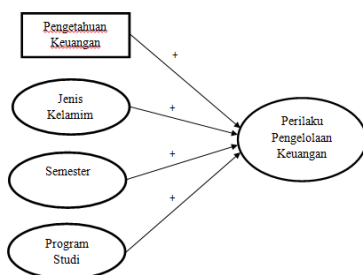 Pengetahuan
Keuangan
+
Jenis
Kelamim
+
Perilaku
Pengelolaan
Keuangan
+
Semester
+
Program
Studi